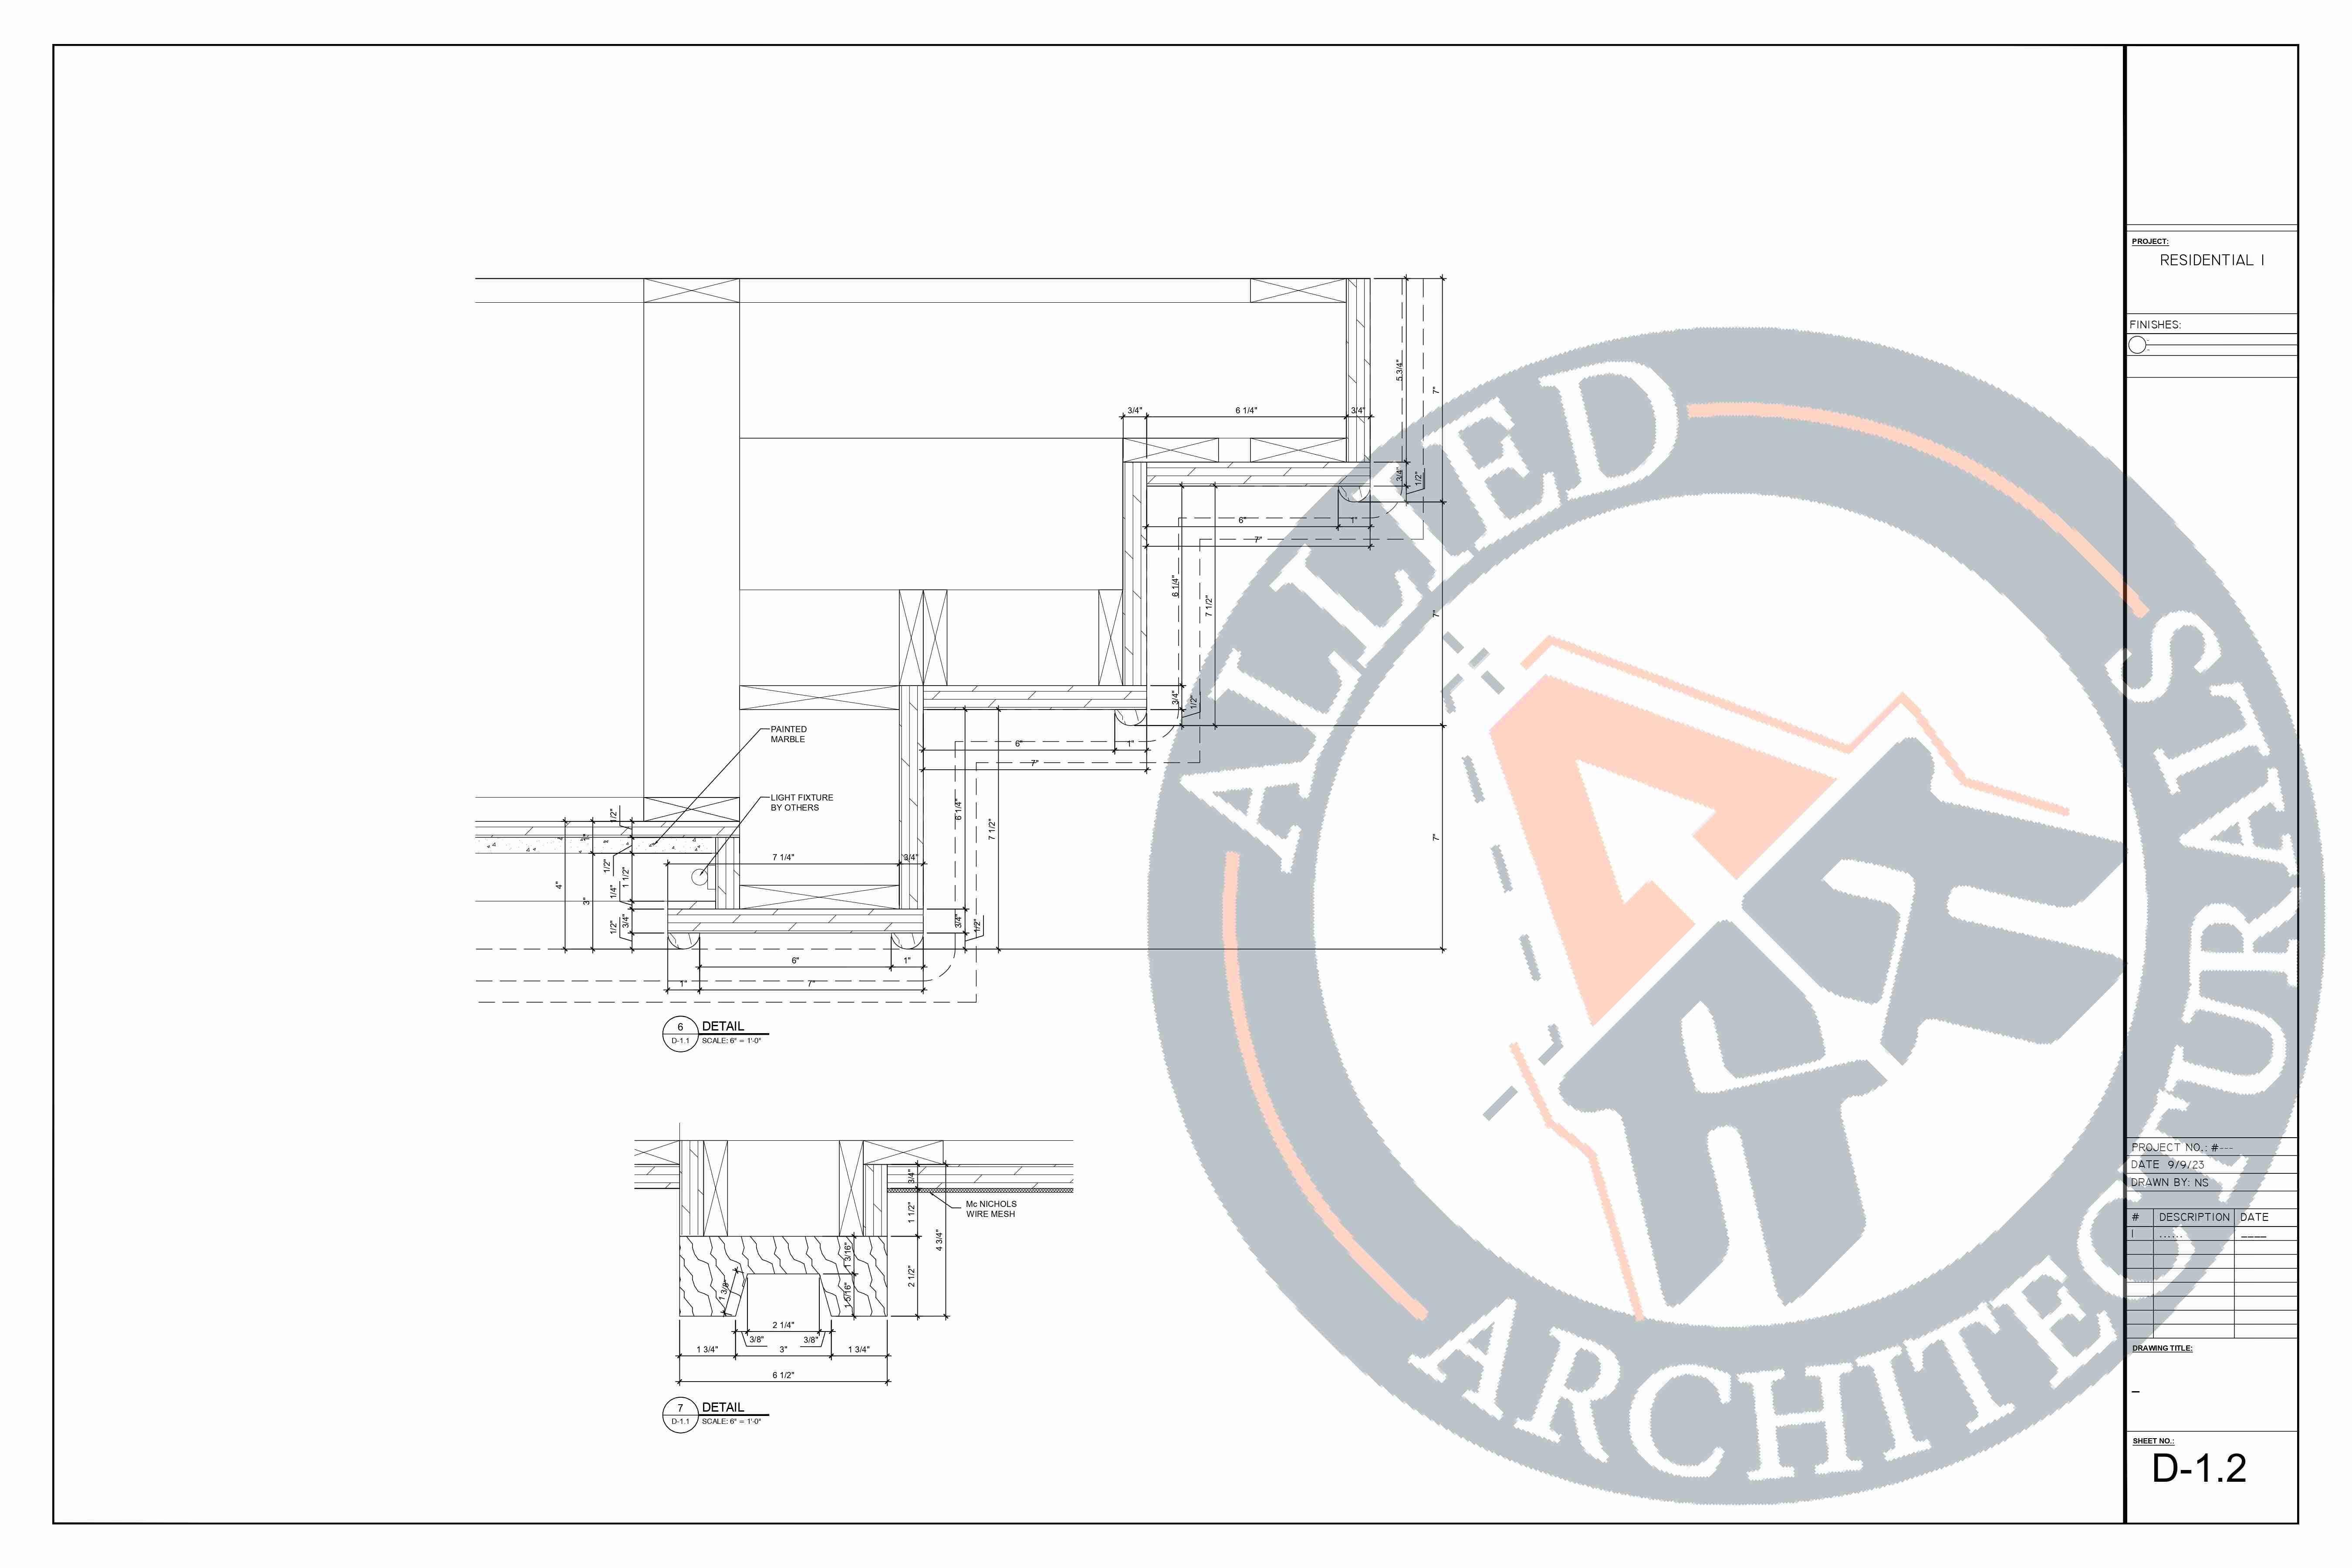 3/4"
6 1/4"
3/4"
5 3/4"
7"
3/4"
1/2"
6"
1"
7"
6 1/4"
7 1/2"
7"
3/4"
1/2"
PAINTED
MARBLE
6"
1"
7"
LIGHT FIXTURE
BY OTHERS
6 1/4"
7 1/2"
7"
1/2"
1"
7 1/4"
3/4"
1/2"
1 1/2"
4"
1/4"
3"
3/4"
1/2"
3/4"
1/2"
6"
1"
1"
7"
6
DETAIL
D-1.1
SCALE: 6" = 1'-0"
3/4"
Mc NICHOLS
WIRE MESH
1 1/2"
4 3/4"
1 3/16"
2 1/2"
1 3/8"
1 5/16"
2 1/4"
3/8"
3/8"
1 3/4"
3"
1 3/4"
6 1/2"
7
DETAIL
D-1.1
SCALE: 6" = 1'-0"
ALLIED
ARCHITECTURALS
PROJECT:
RESIDENTIAL I
FINISHES:
PROJECT NO.: #---
DATE 9/9/23
DRAWN BY: NS
# DESCRIPTION DATE
1 ...... ____
DRAWING TITLE:
–
SHEET NO.:
D-1.2